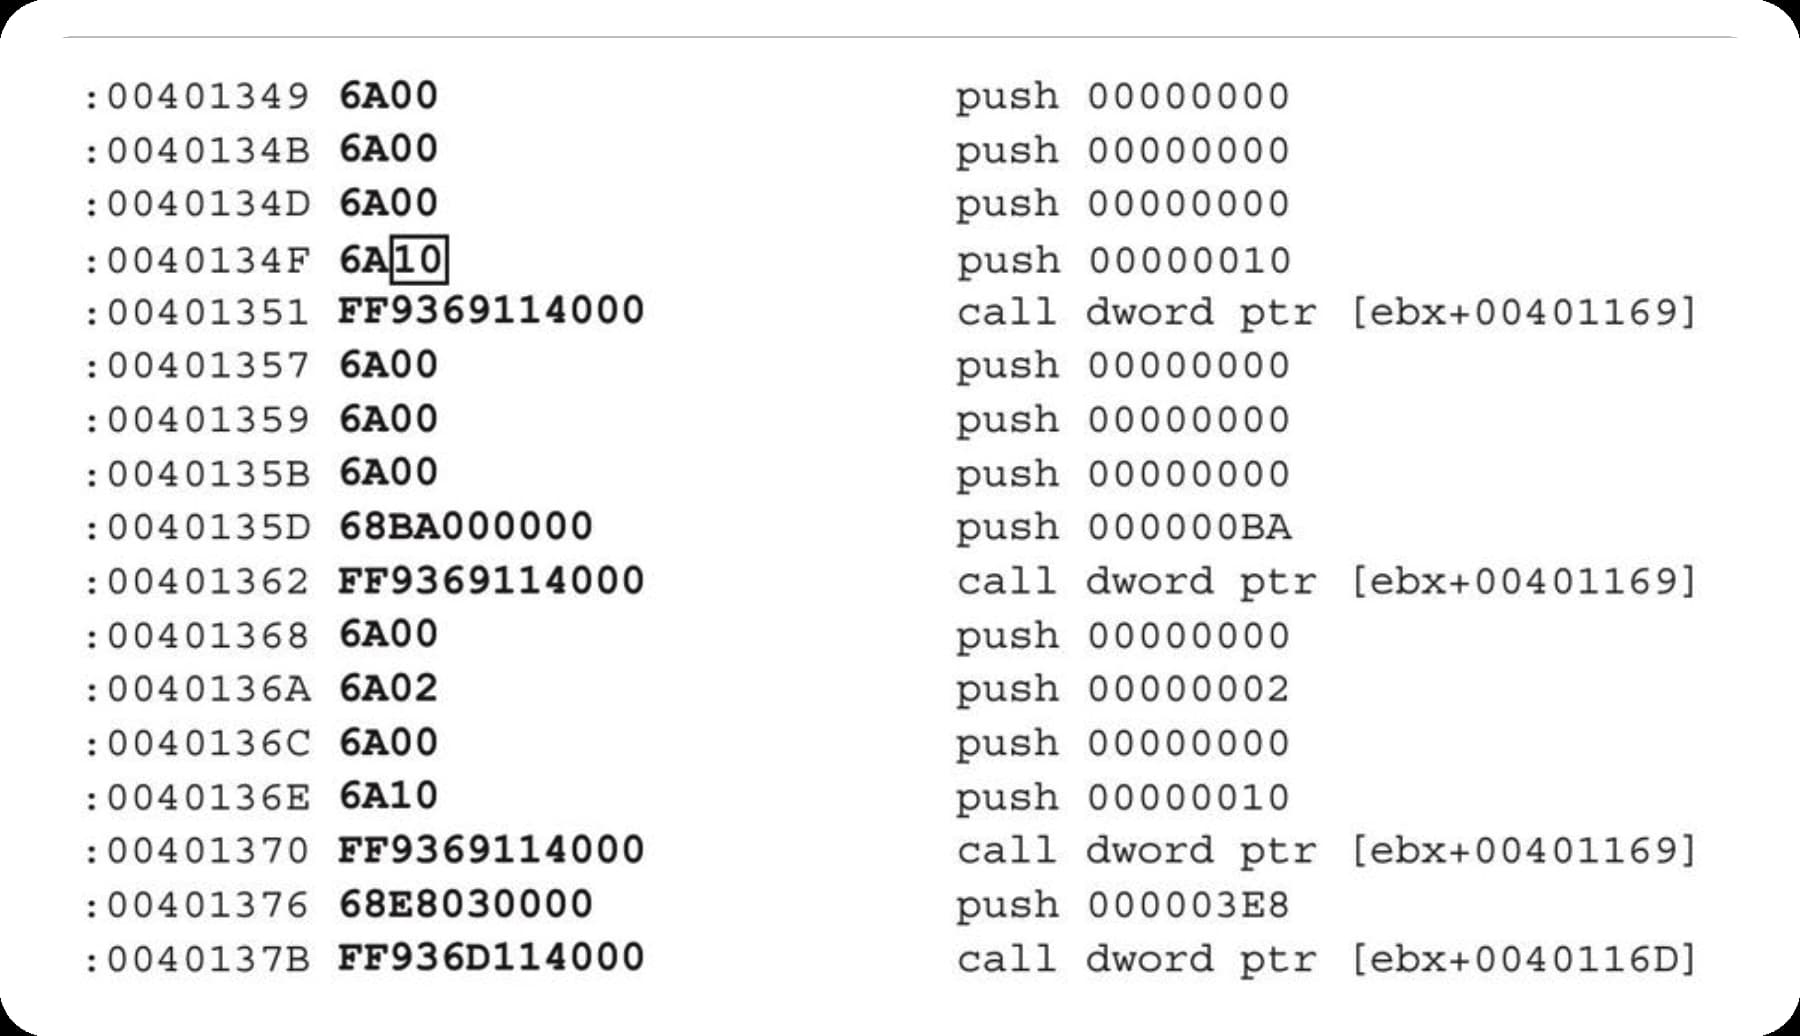 :00401349 6A00 push 00000000
:0040134B 6A00 push 00000000
:0040134D 6A00 push 00000000
:0040134F 6A10 push 00000010
:00401351 FF9369114000 call dword ptr [ebx+00401169]
:00401357 6A00 push 00000000
:00401359 6A00 push 00000000
:0040135B 6A00 push 00000000
:0040135D 68BA000000 push 000000BA
:00401362 FF9369114000 call dword ptr [ebx+00401169]
:00401368 6A00 push 00000000
:0040136A 6A02 push 00000002
:0040136C 6A00 push 00000000
:0040136E 6A10 push 00000010
:00401370 FF9369114000 call dword ptr [ebx+00401169]
:00401376 68E8030000 push 000003E8
:0040137B FF936D114000 call dword ptr [ebx+0040116D]